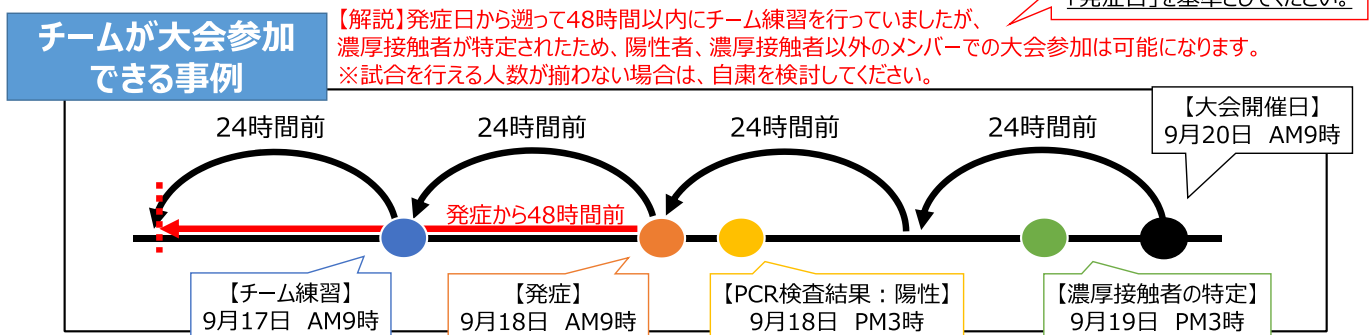 「発症日」を基準としてください。
チームが大会参加
できる事例
【解説】発症日から遡って48時間以内にチーム練習を行っていましたが、
濃厚接触者が特定されたため、陽性者、濃厚接触者以外のメンバーでの大会参加は可能になります。
※試合を行える人数が揃わない場合は、自粛を検討してください。
【大会開催日】
9月20日 AM9時
24時間前
24時間前
24時間前
24時間前
発症から48時間前
【チーム練習】
9月17日 AM9時
【発症】
9月18日 AM9時
【PCR検査結果：陽性】
9月18日 PM3時
【濃厚接触者の特定】
9月19日 PM3時